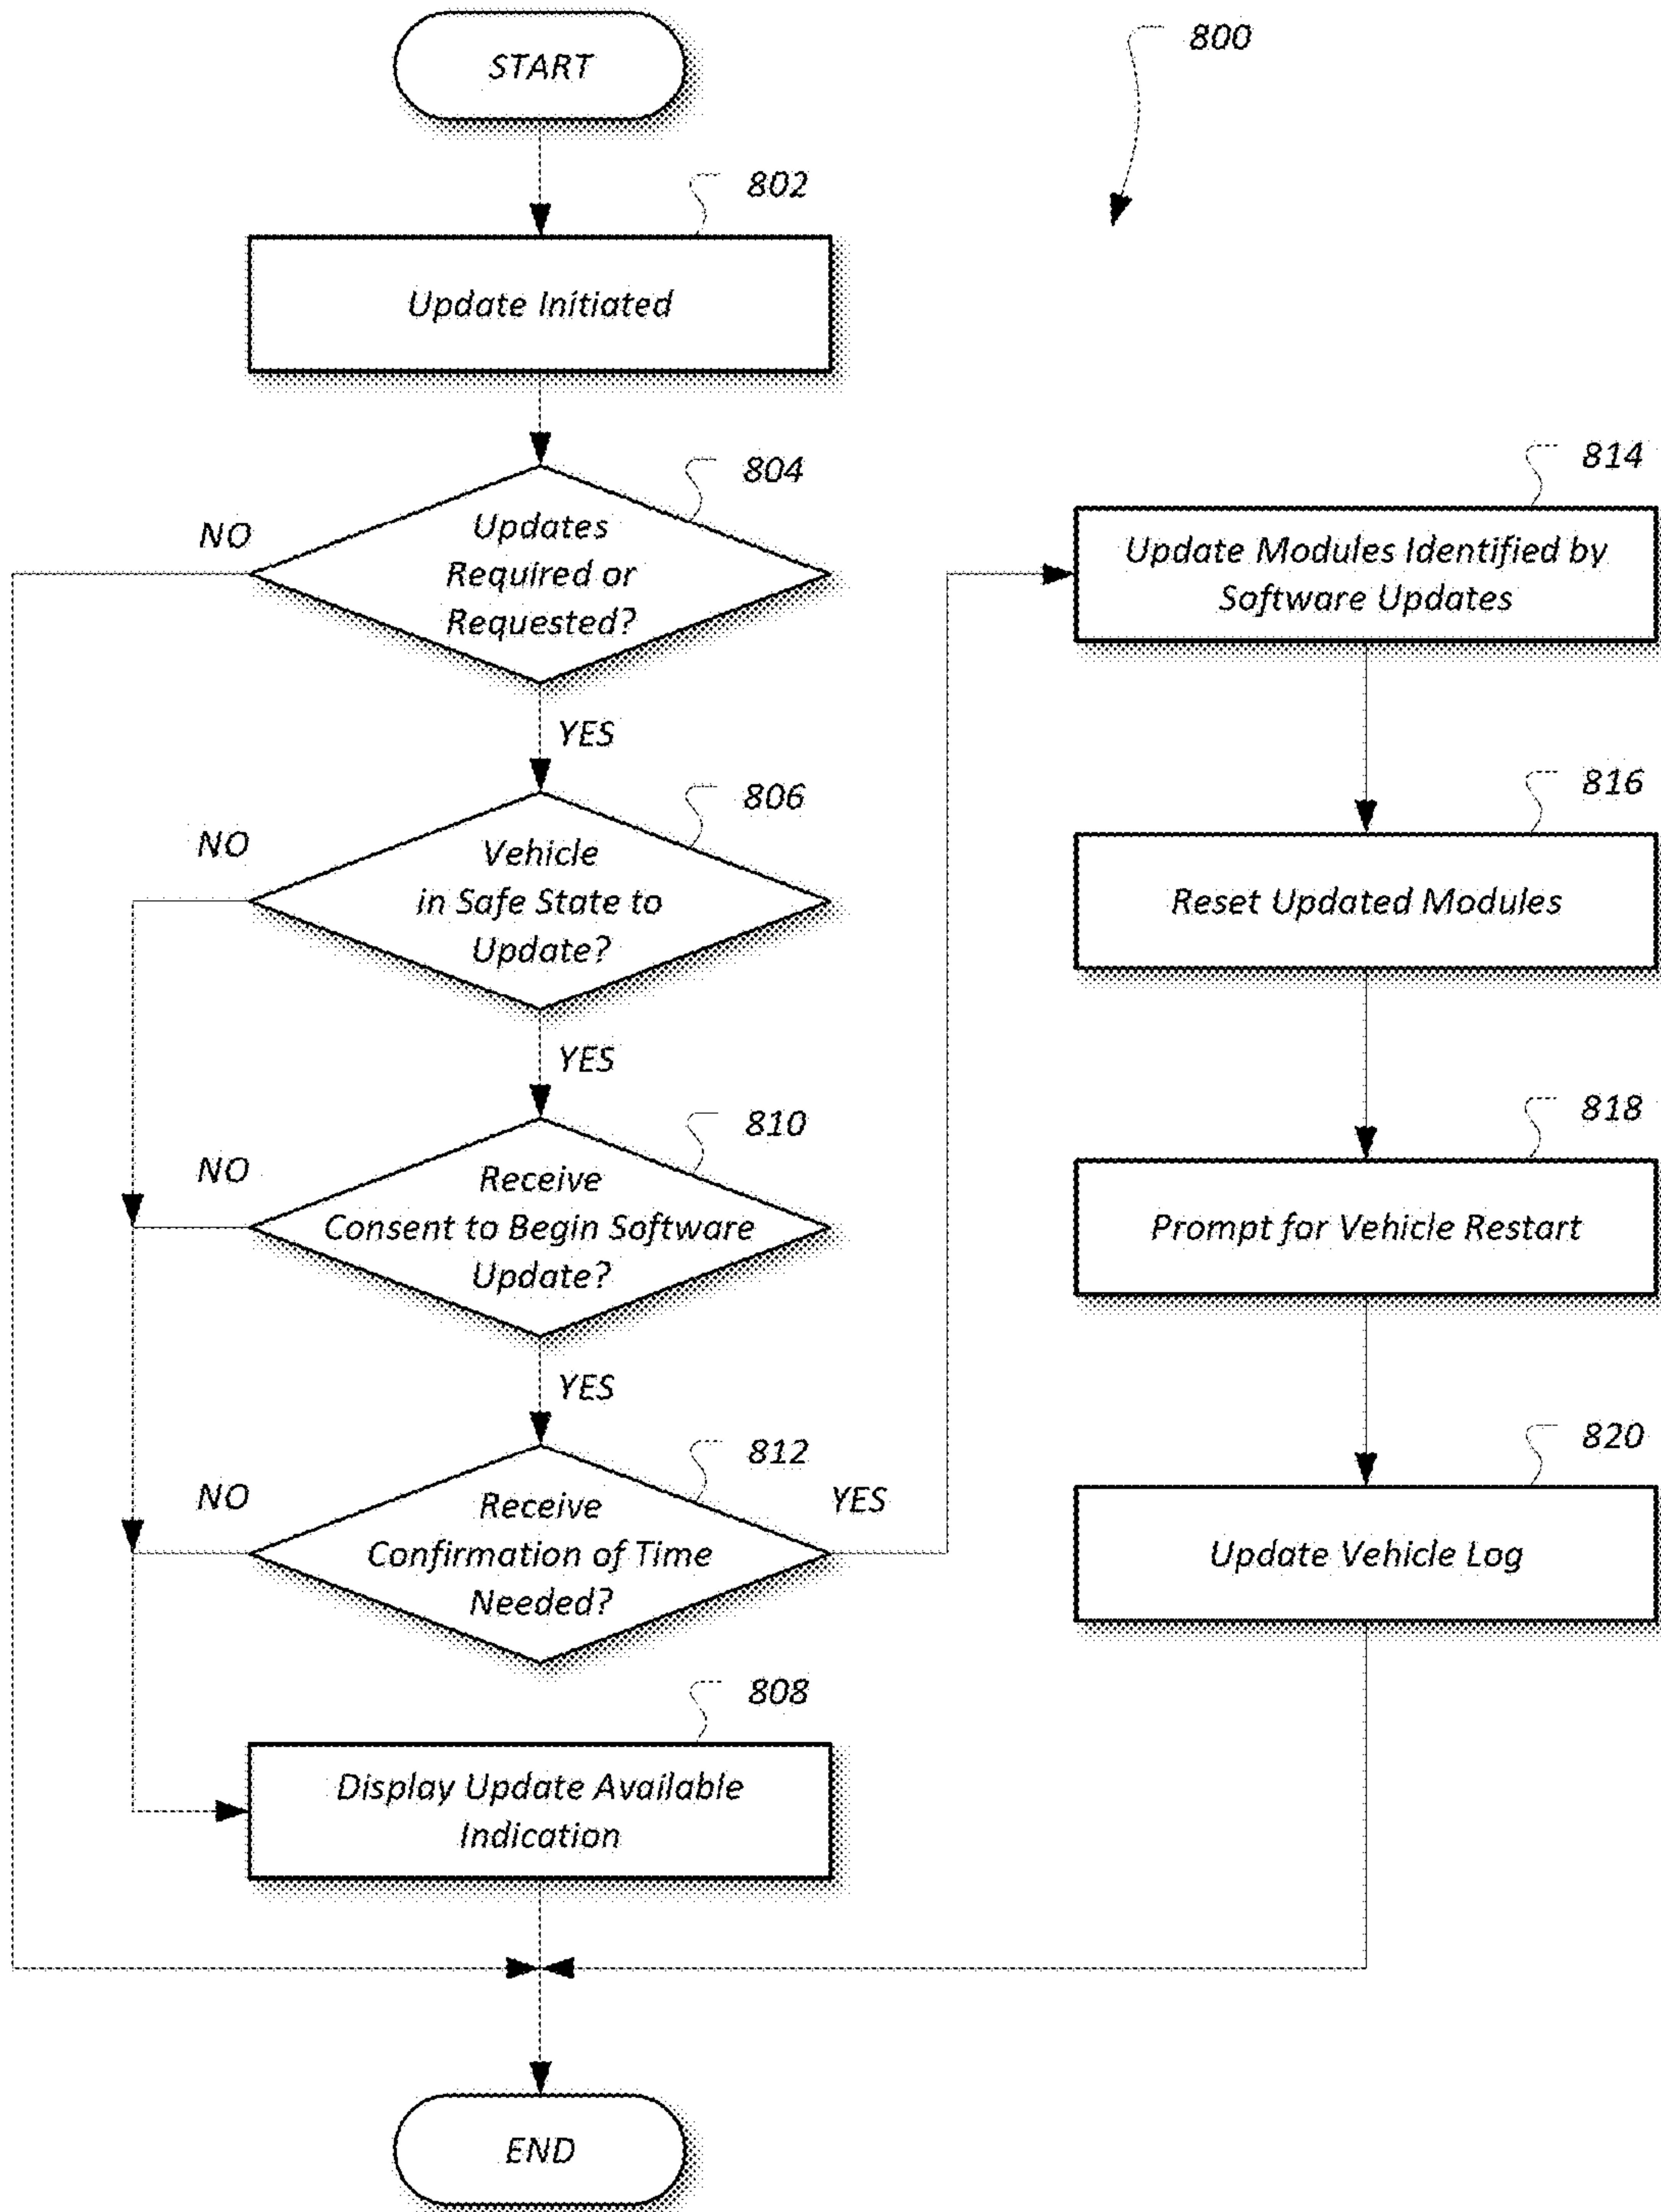 START
800
802
Update Initiated
804
NO
Updates
Required or
Requested?
YES
806
NO
Vehicle
in Safe State to
Update?
YES
810
NO
Receive
Consent to Begin Software
Update?
YES
812
NO
Receive
Confirmation of Time
Needed?
YES
808
Display Update Available
Indication
814
Update Modules Identified by
Software Updates
816
Reset Updated Modules
818
Prompt for Vehicle Restart
820
Update Vehicle Log
END